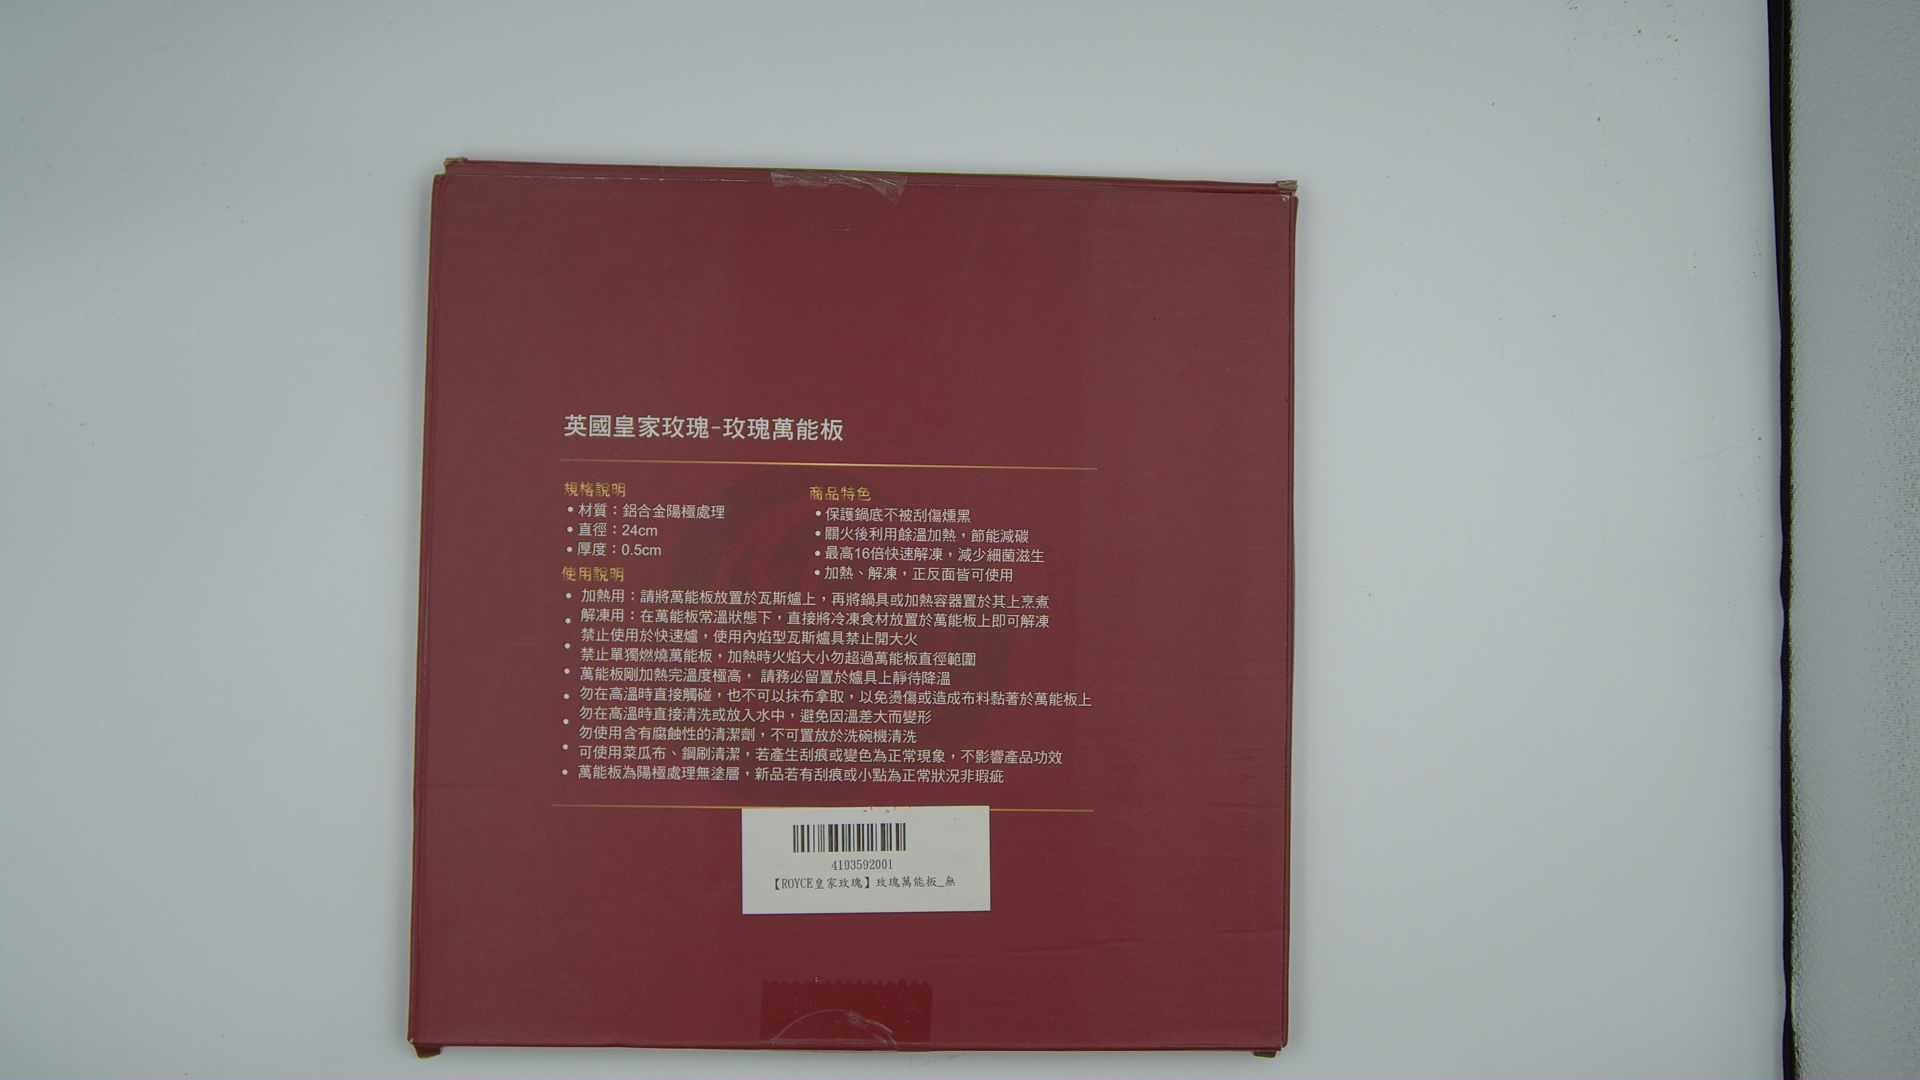 英國皇家玫瑰-玫瑰萬能板
規格說明
•材質：鋁合金陽極處理
•直徑：24cm
•厚度：0.5cm
商品特色
•保護鍋底不被刮傷燻黑
•關火後利用餘溫加熱，節能減碳
•最高16倍快速解凍，減少細菌滋生
•加熱、解凍，正反面皆可使用
使用說明
• 加熱用：請將萬能板放置於瓦斯爐上，再將鍋具或加熱容器置於其上烹煮
• 解凍用：在萬能板常溫狀態下，直接將冷凍食材放置於萬能板上即可解凍
禁止使用於快速爐，使用內焰型瓦斯爐具禁止開大火
• 禁止單獨燃燒萬能板，加熱時火焰大小勿超過萬能板直徑範圍
• 萬能板剛加熱完溫度極高， 請務必留置於爐具上靜待降溫
• 勿在高溫時直接觸碰，也不可以抹布拿取，以免燙傷或造成布料黏著於萬能板上
• 勿在高溫時直接清洗或放入水中，避免因溫差大而變形
勿使用含有腐蝕性的清潔劑，不可置放於洗碗機清洗
• 可使用菜瓜布、鋼刷清潔，若產生刮痕或變色為正常現象，不影響產品功效
• 萬能板為陽極處理無塗層，新品若有刮痕或小點為正常狀況非瑕疵
4193592001
【ROYCE皇家玫瑰】玫瑰萬能板_無